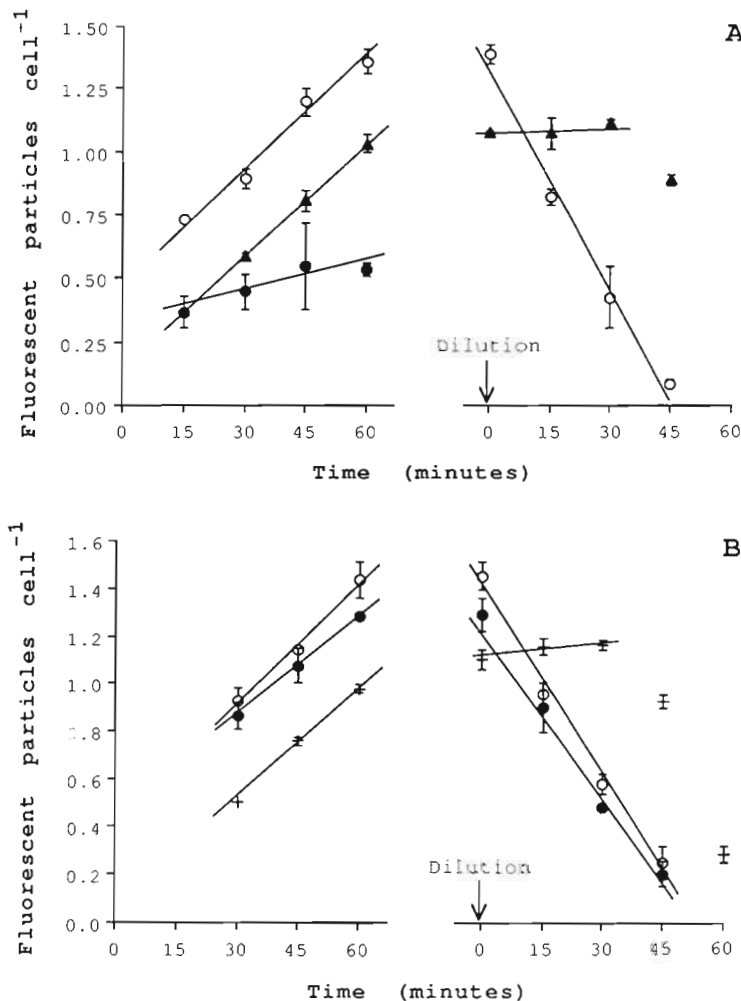 A
Fluorescent particles cell⁻¹
1.50
1.25
1.00
0.75
0.50
0.25
0.00
Dilution
0 15 30 45 60 0 15 30 45 60
Time (minutes)
B
Fluorescent particles cell⁻¹
1.6
1.4
1.2
1.0
0.8
0.6
0.4
0.2
0.0
Dilution
0 15 30 45 60 0 15 30 45 60
Time (minutes)